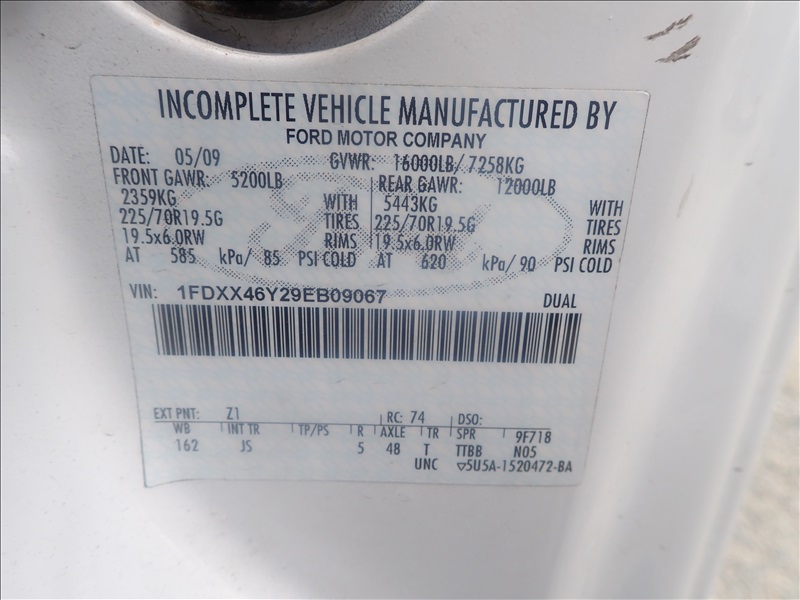 INCOMPLETE VEHICLE MANUFACTURED BY
FORD MOTOR COMPANY
DATE: 05/09 GVWR: 16000LB/ 7258KG
FRONT GAWR: 5200LB REAR GAWR: 12000LB
2359KG WITH 5443KG WITH
225/70R19.5G TIRES 225/70R19.5G TIRES
19.5x6.0RW RIMS 19.5x6.0RW RIMS
AT 585 kPa/ 85 PSI COLD AT 620 kPa/ 90 PSI COLD
VIN: 1FDXX46Y29EB09067 DUAL
EXT PNT: Z1 RC: 74 DSO:
WB INT TR TP/PS R AXLE TR SPR 9F718
162 JS 5 48 T TTBB N05
UNC ▽5U5A-1520472-BA